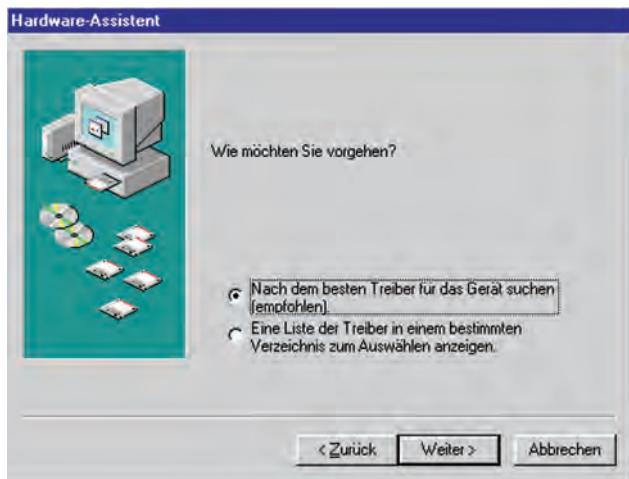 Hardware-Assistent
Wie möchten Sie vorgehen?
Nach dem besten Treiber für das Gerät suchen
(empfohlen).
Eine Liste der Treiber in einem bestimmten
Verzeichnis zum Auswählen anzeigen.
< Zurück
Weiter >
Abbrechen